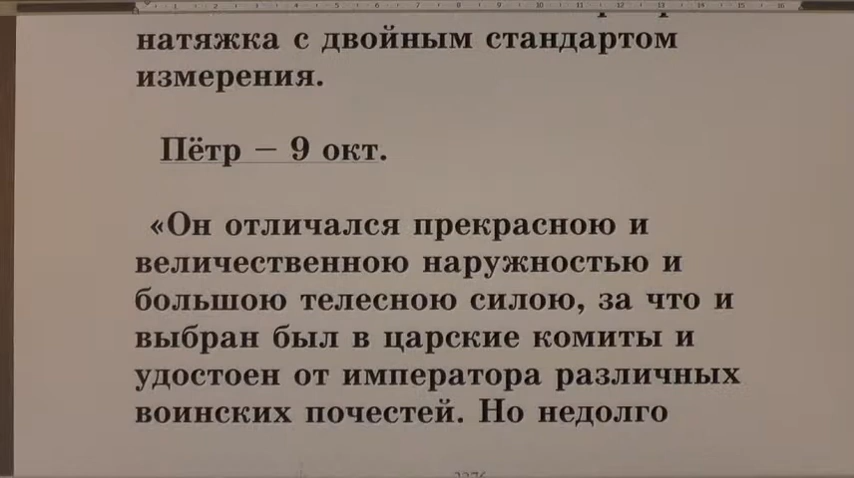 натяжка с двойным стандартом
измерения.
Пётр – 9 окт.
«Он отличался прекрасною и
величественною наружностью и
большою телесною силою, за что и
выбран был в царские комиты и
удостоен от императора различных
воинских почестей. Но недолго